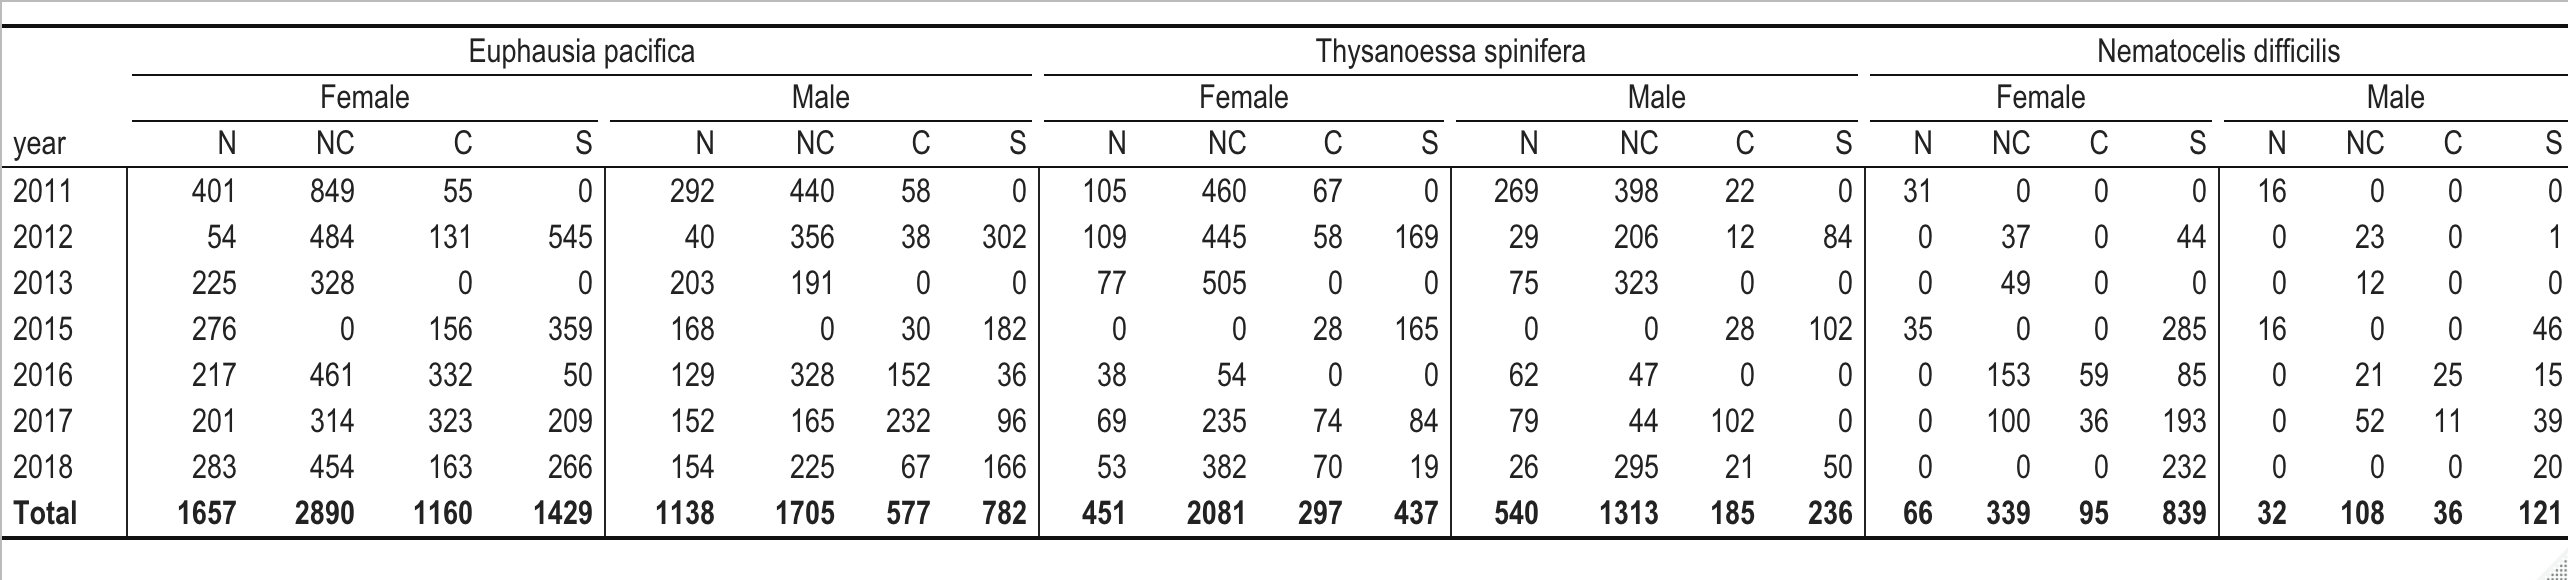 Euphausia pacifica Thysanoessa spinifera Nematocelis difficilis
Female Male Female Male Female Male
year N NC C S N NC C S N NC C S N NC C S N NC C S N NC C S
2011 401 849 55 0 292 440 58 0 105 460 67 0 269 398 22 0 31 0 0 0 16 0 0 0
2012 54 484 131 545 40 356 38 302 109 445 58 169 29 206 12 84 0 37 0 44 0 23 0 1
2013 225 328 0 0 203 191 0 0 77 505 0 0 75 323 0 0 0 49 0 0 0 12 0 0
2015 276 0 156 359 168 0 30 182 0 0 28 165 0 0 28 102 35 0 0 285 16 0 0 46
2016 217 461 332 50 129 328 152 36 38 54 0 0 62 47 0 0 0 153 59 85 0 21 25 15
2017 201 314 323 209 152 165 232 96 69 235 74 84 79 44 102 0 0 100 36 193 0 52 11 39
2018 283 454 163 266 154 225 67 166 53 382 70 19 26 295 21 50 0 0 0 232 0 0 0 20
Total 1657 2890 1160 1429 1138 1705 577 782 451 2081 297 437 540 1313 185 236 66 339 95 839 32 108 36 121